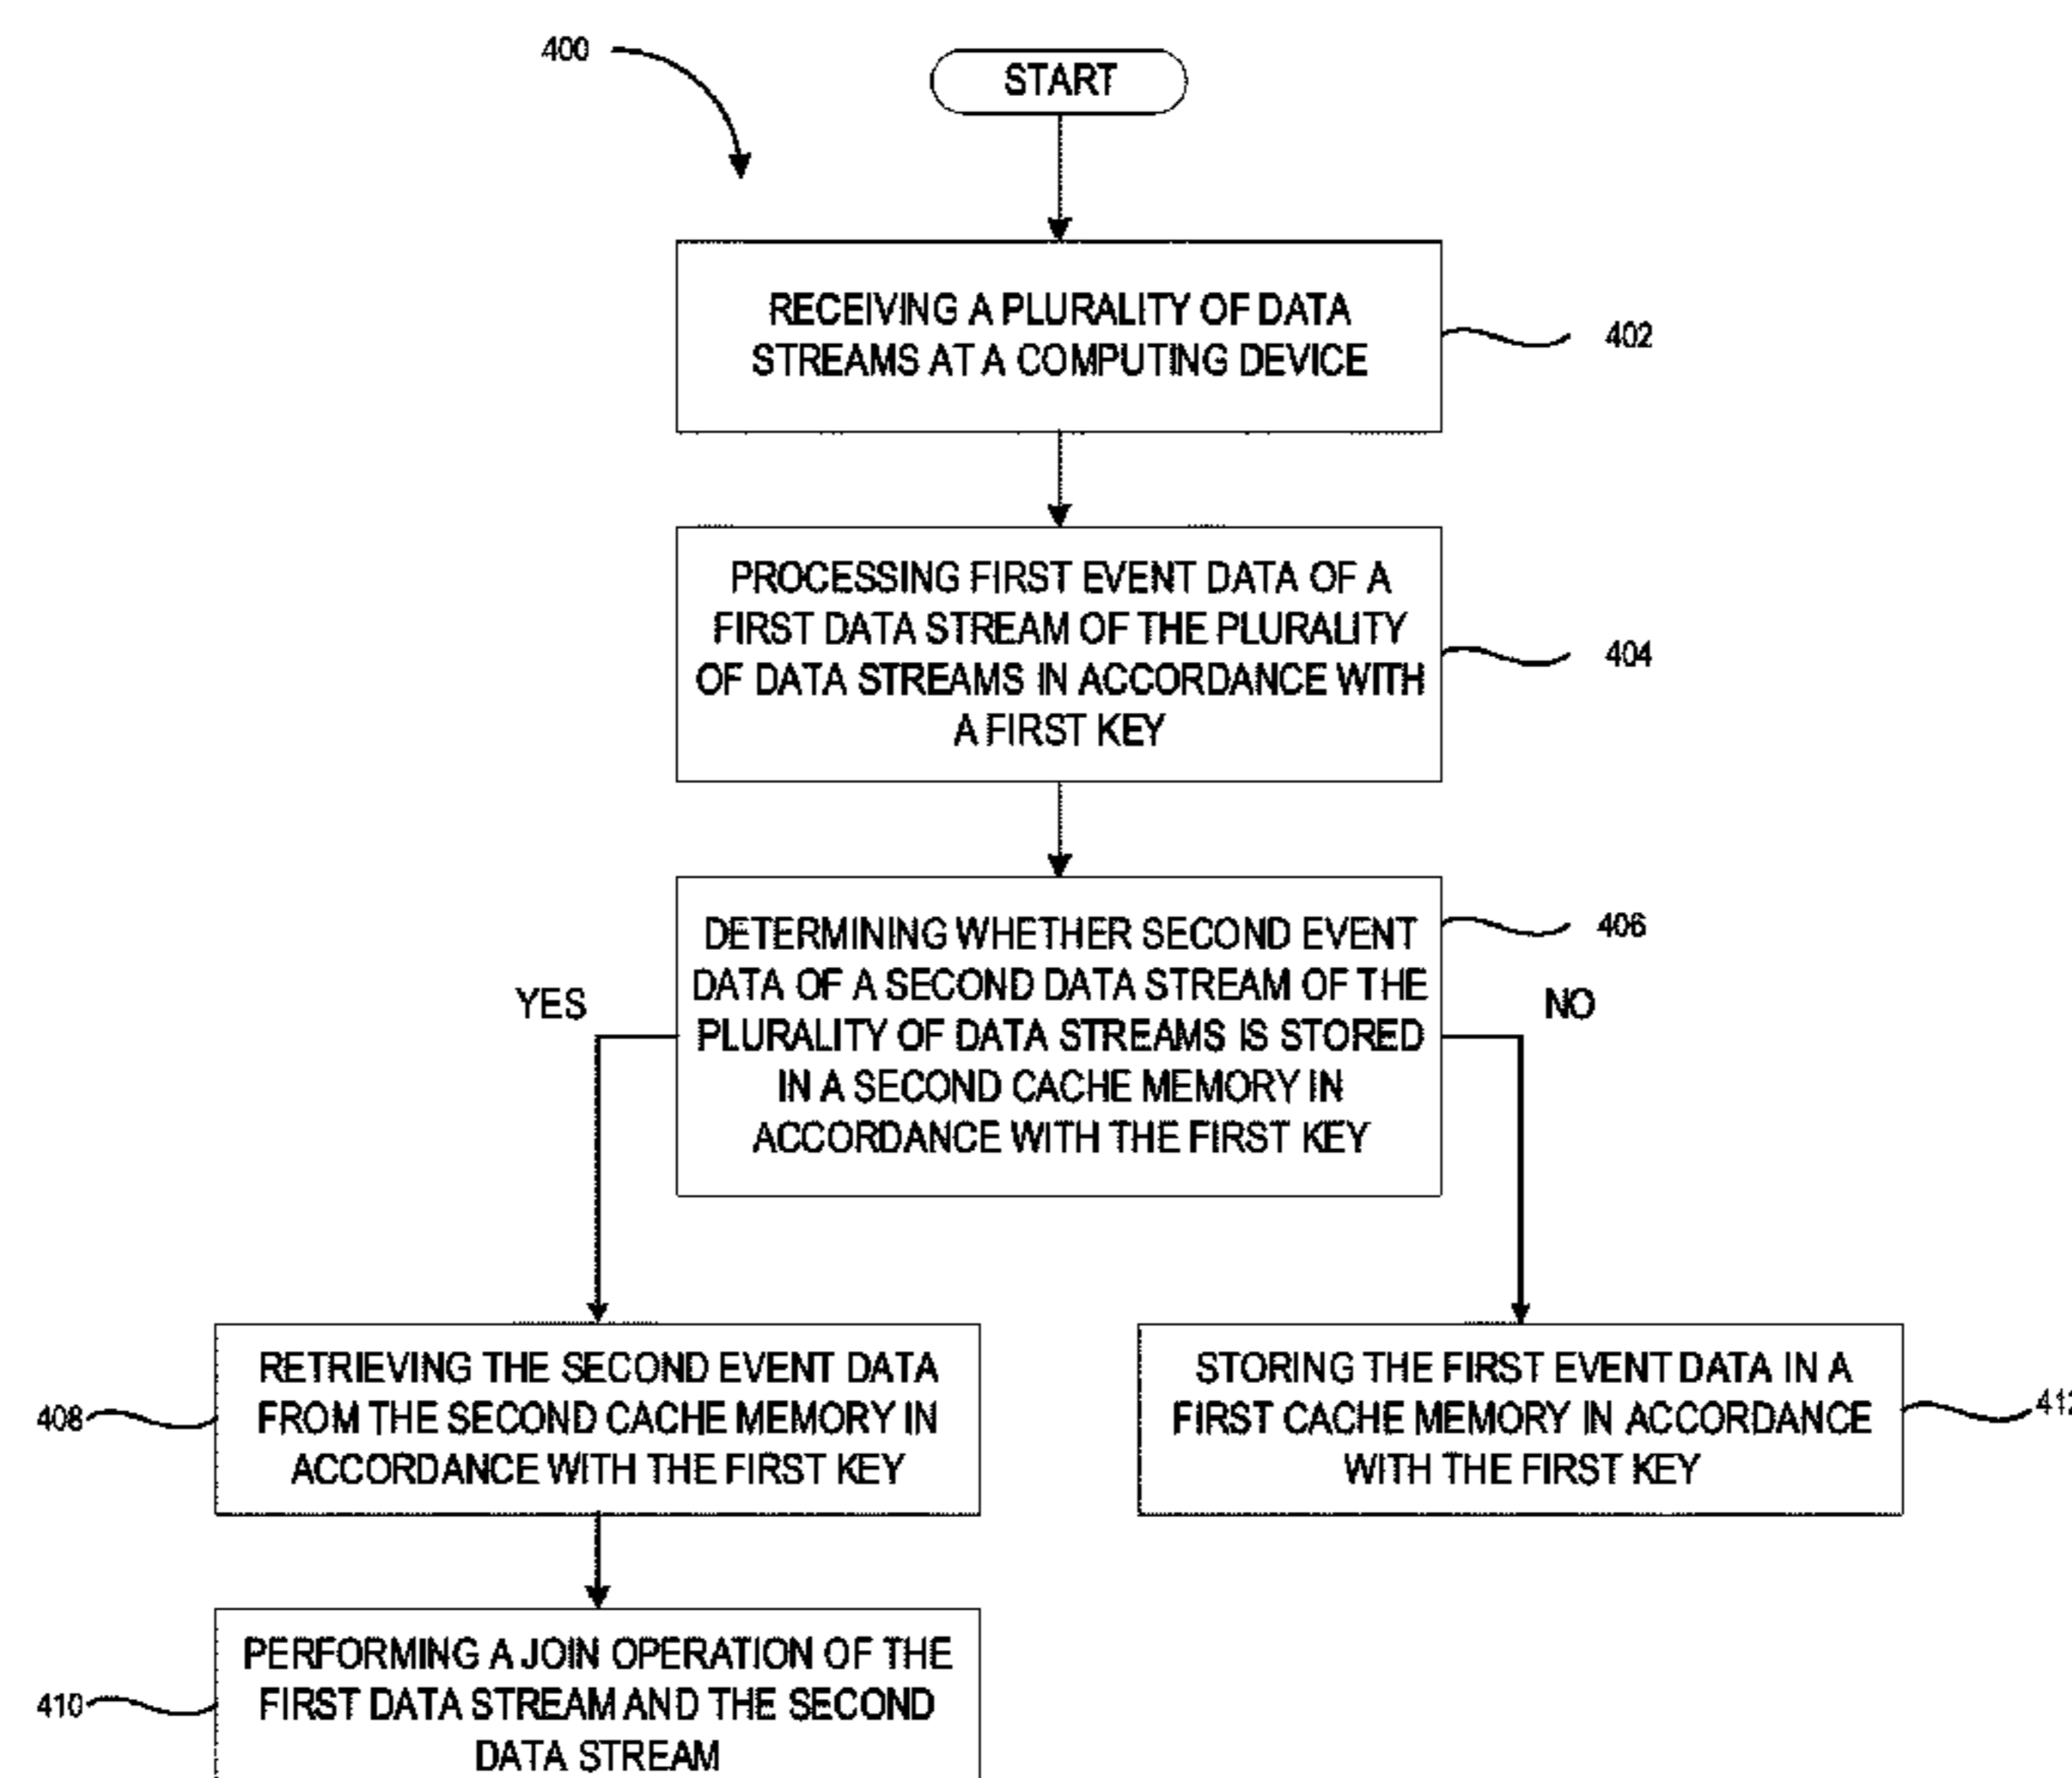 400
START
RECEIVING A PLURALITY OF DATA
STREAMS AT A COMPUTING DEVICE
402
PROCESSING FIRST EVENT DATA OF A
FIRST DATA STREAM OF THE PLURALITY
OF DATA STREAMS IN ACCORDANCE WITH
A FIRST KEY
404
DETERMINING WHETHER SECOND EVENT
DATA OF A SECOND DATA STREAM OF THE
PLURALITY OF DATA STREAMS IS STORED
IN A SECOND CACHE MEMORY IN
ACCORDANCE WITH THE FIRST KEY
406
YES
NO
RETRIEVING THE SECOND EVENT DATA
FROM THE SECOND CACHE MEMORY IN
ACCORDANCE WITH THE FIRST KEY
408
STORING THE FIRST EVENT DATA IN A
FIRST CACHE MEMORY IN ACCORDANCE
WITH THE FIRST KEY
412
PERFORMING A JOIN OPERATION OF THE
FIRST DATA STREAM AND THE SECOND
DATA STREAM
410